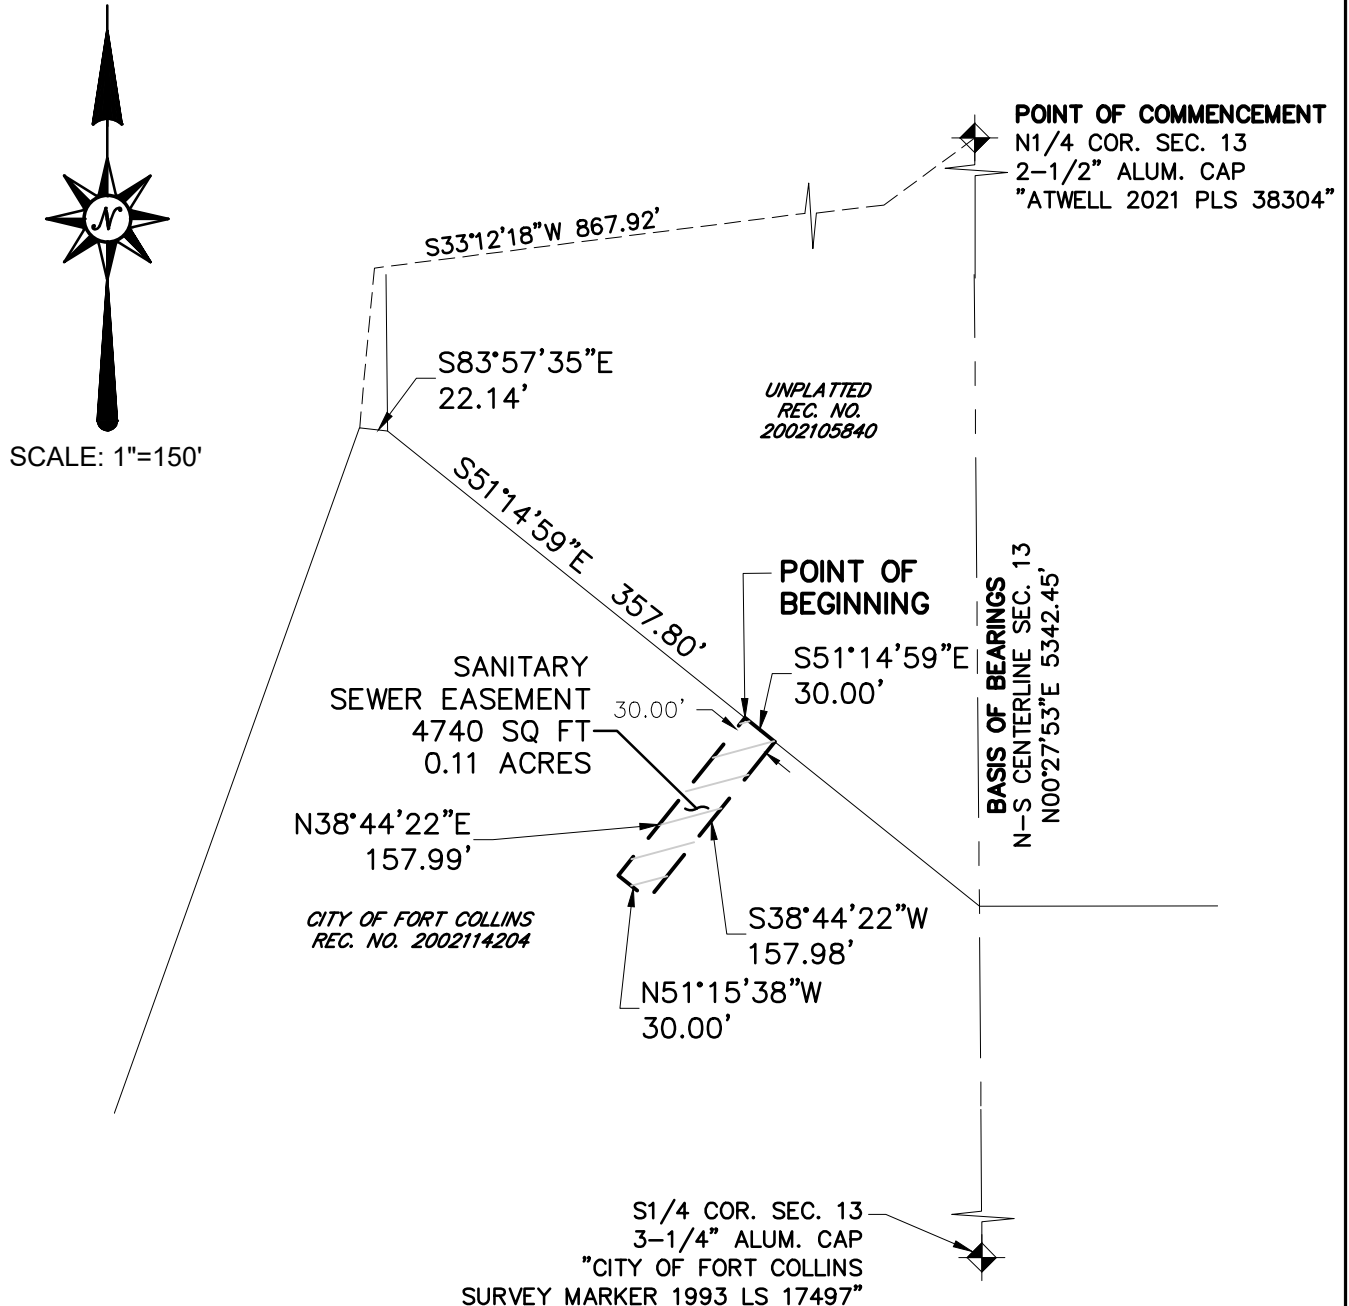 POINT OF COMMENCEMENT
N1/4 COR. SEC. 13
2-1/2" ALUM. CAP
"ATWELL 2021 PLS 38304"
N
S33°12'18"W 867.92'
S83°57'35"E
22.14'
UNPLATTED
REC. NO.
2002105840
SCALE: 1"=150'
S51°14'59"E 357.80'
POINT OF
BEGINNING
BASIS OF BEARINGS
N-S CENTERLINE SEC. 13
N00°27'53"E 5342.45'
S51°14'59"E
30.00'
SANITARY
SEWER EASEMENT
4740 SQ FT
0.11 ACRES
30.00'
N38°44'22"E
157.99'
CITY OF FORT COLLINS
REC. NO. 2002114204
S38°44'22"W
157.98'
N51°15'38"W
30.00'
S1/4 COR. SEC. 13
3-1/4" ALUM. CAP
"CITY OF FORT COLLINS
SURVEY MARKER 1993 LS 17497"